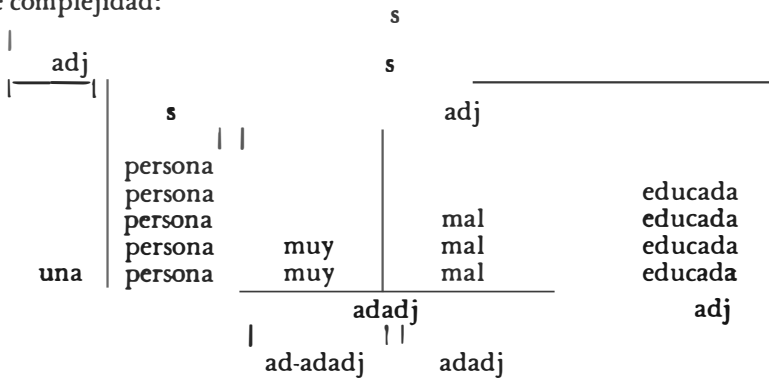 e complejidad:
s
adj s
s adj
persona
persona educada
persona mal educada
persona muy mal educada
una persona muy mal educada
adadj adj
ad-adadj adadj